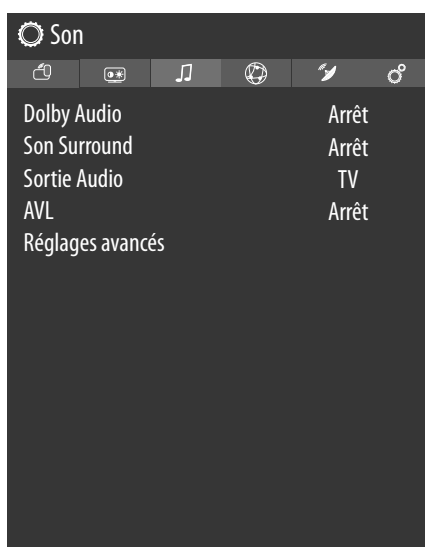 Son
Dolby Audio Arrêt
Son Surround Arrêt
Sortie Audio TV
AVL Arrêt
Réglages avancés